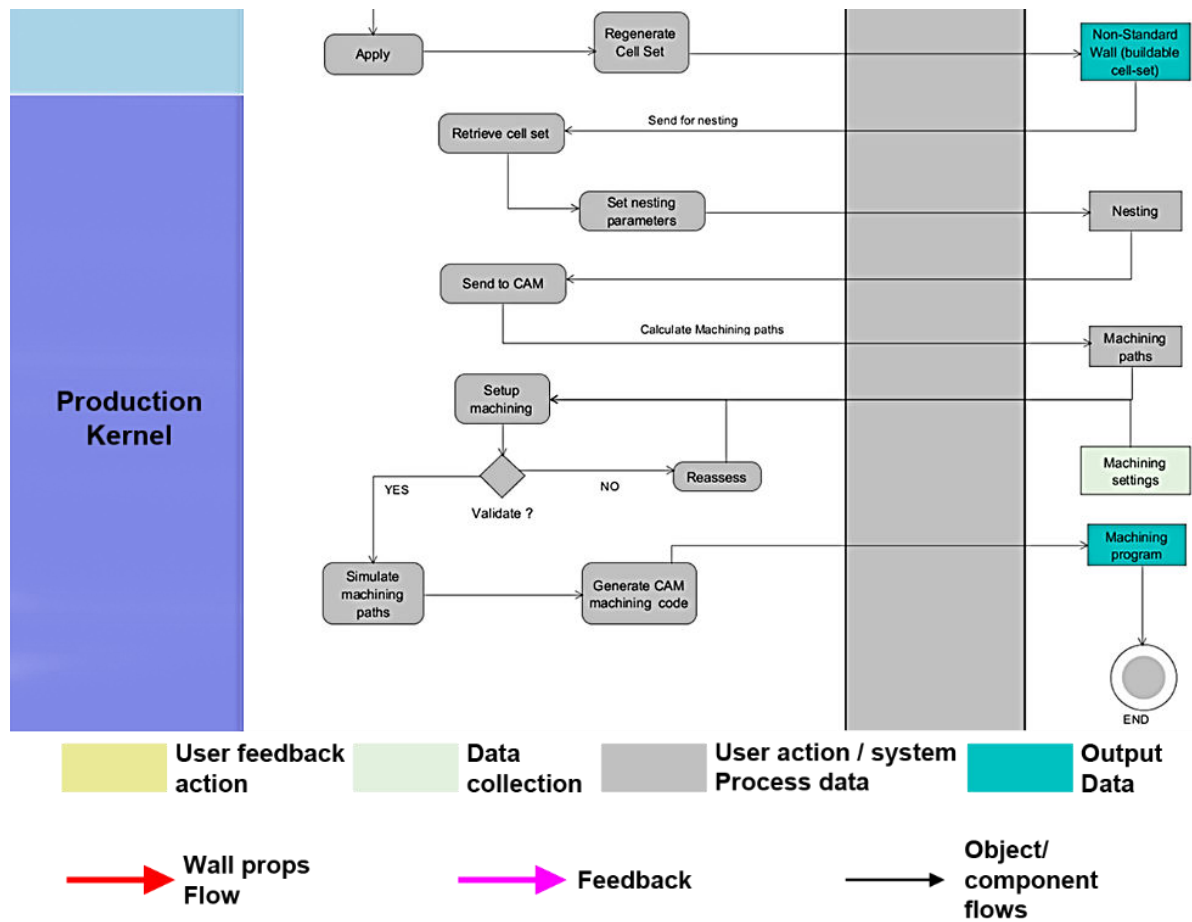 Apply
Regenerate
Cell Set
Non-Standard
Wall (buildable
cell-set)
Send for nesting
Retrieve cell set
Set nesting
parameters
Nesting
Send to CAM
Calculate Machining paths
Machining
paths
Production
Kernel
Setup
machining
Machining
settings
Reassess
YES
NO
Validate ?
Machining
program
Simulate
machining
paths
Generate CAM
machining code
END
User feedback
action
Data
collection
User action / system
Process data
Output
Data
Wall props
Flow
Feedback
Object/
component
flows